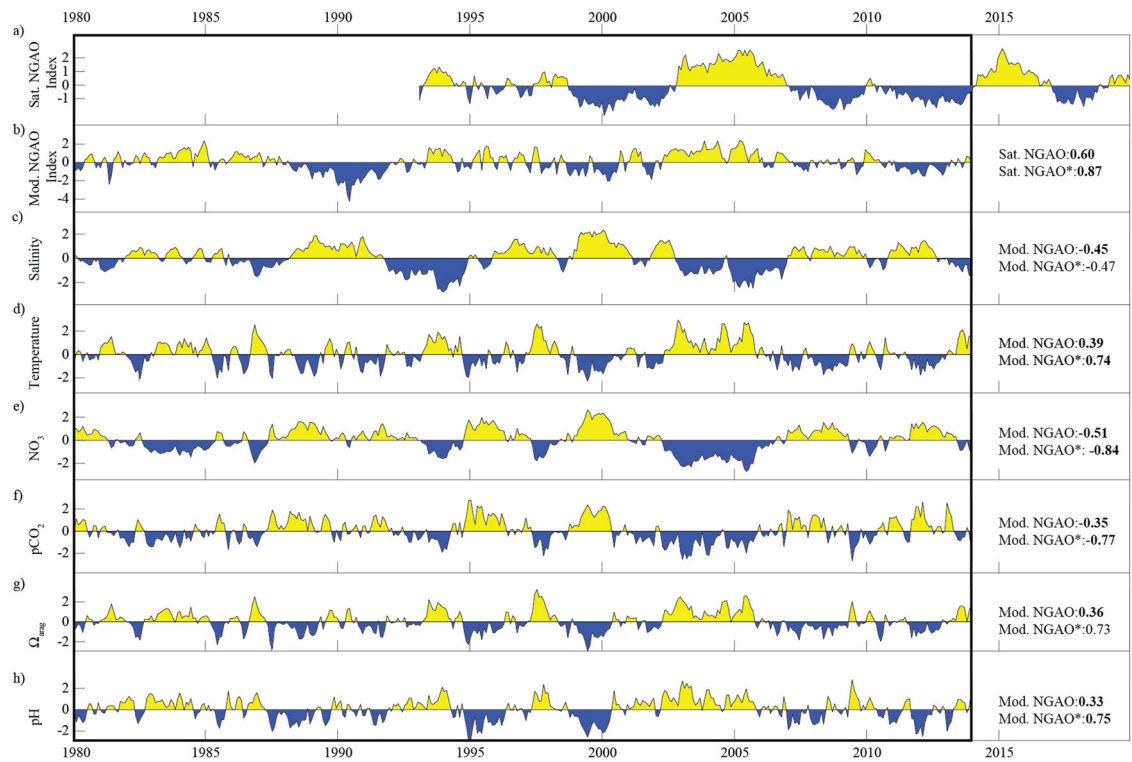 1980 1985 1990 1995 2000 2005 2010 2015
a)
Sat. NGAO
Index
2
1
0
-1
b)
Mod. NGAO
Index
2
0
-2
-4
Sat. NGAO:0.60
Sat. NGAO*:0.87
c)
Salinity
2
0
-2
Mod. NGAO:-0.45
Mod. NGAO*:-0.47
d)
Temperature
2
0
-2
Mod. NGAO:0.39
Mod. NGAO*:0.74
e)
NO3
2
0
-2
Mod. NGAO:-0.51
Mod. NGAO*: -0.84
f)
pCO2
2
0
-2
Mod. NGAO:-0.35
Mod. NGAO*:-0.77
g)
Ωarag
2
0
-2
Mod. NGAO:0.36
Mod. NGAO*:0.73
h)
pH
2
0
-2
Mod. NGAO:0.33
Mod. NGAO*:0.75
1980 1985 1990 1995 2000 2005 2010 2015